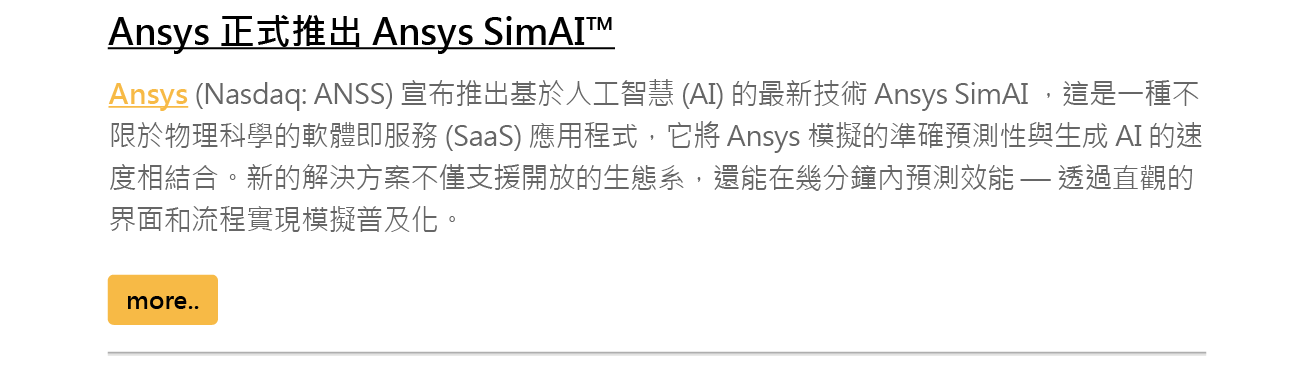 Ansys 正式推出 Ansys SimAI™
Ansys (Nasdaq: ANSS) 宣布推出基於人工智慧 (AI) 的最新技術 Ansys SimAI ，這是一種不
限於物理科學的軟體即服務 (SaaS) 應用程式，它將 Ansys 模擬的準確預測性與生成 AI 的速
度相結合。新的解決方案不僅支援開放的生態系，還能在幾分鐘內預測效能 — 透過直觀的
界面和流程實現模擬普及化。
more..